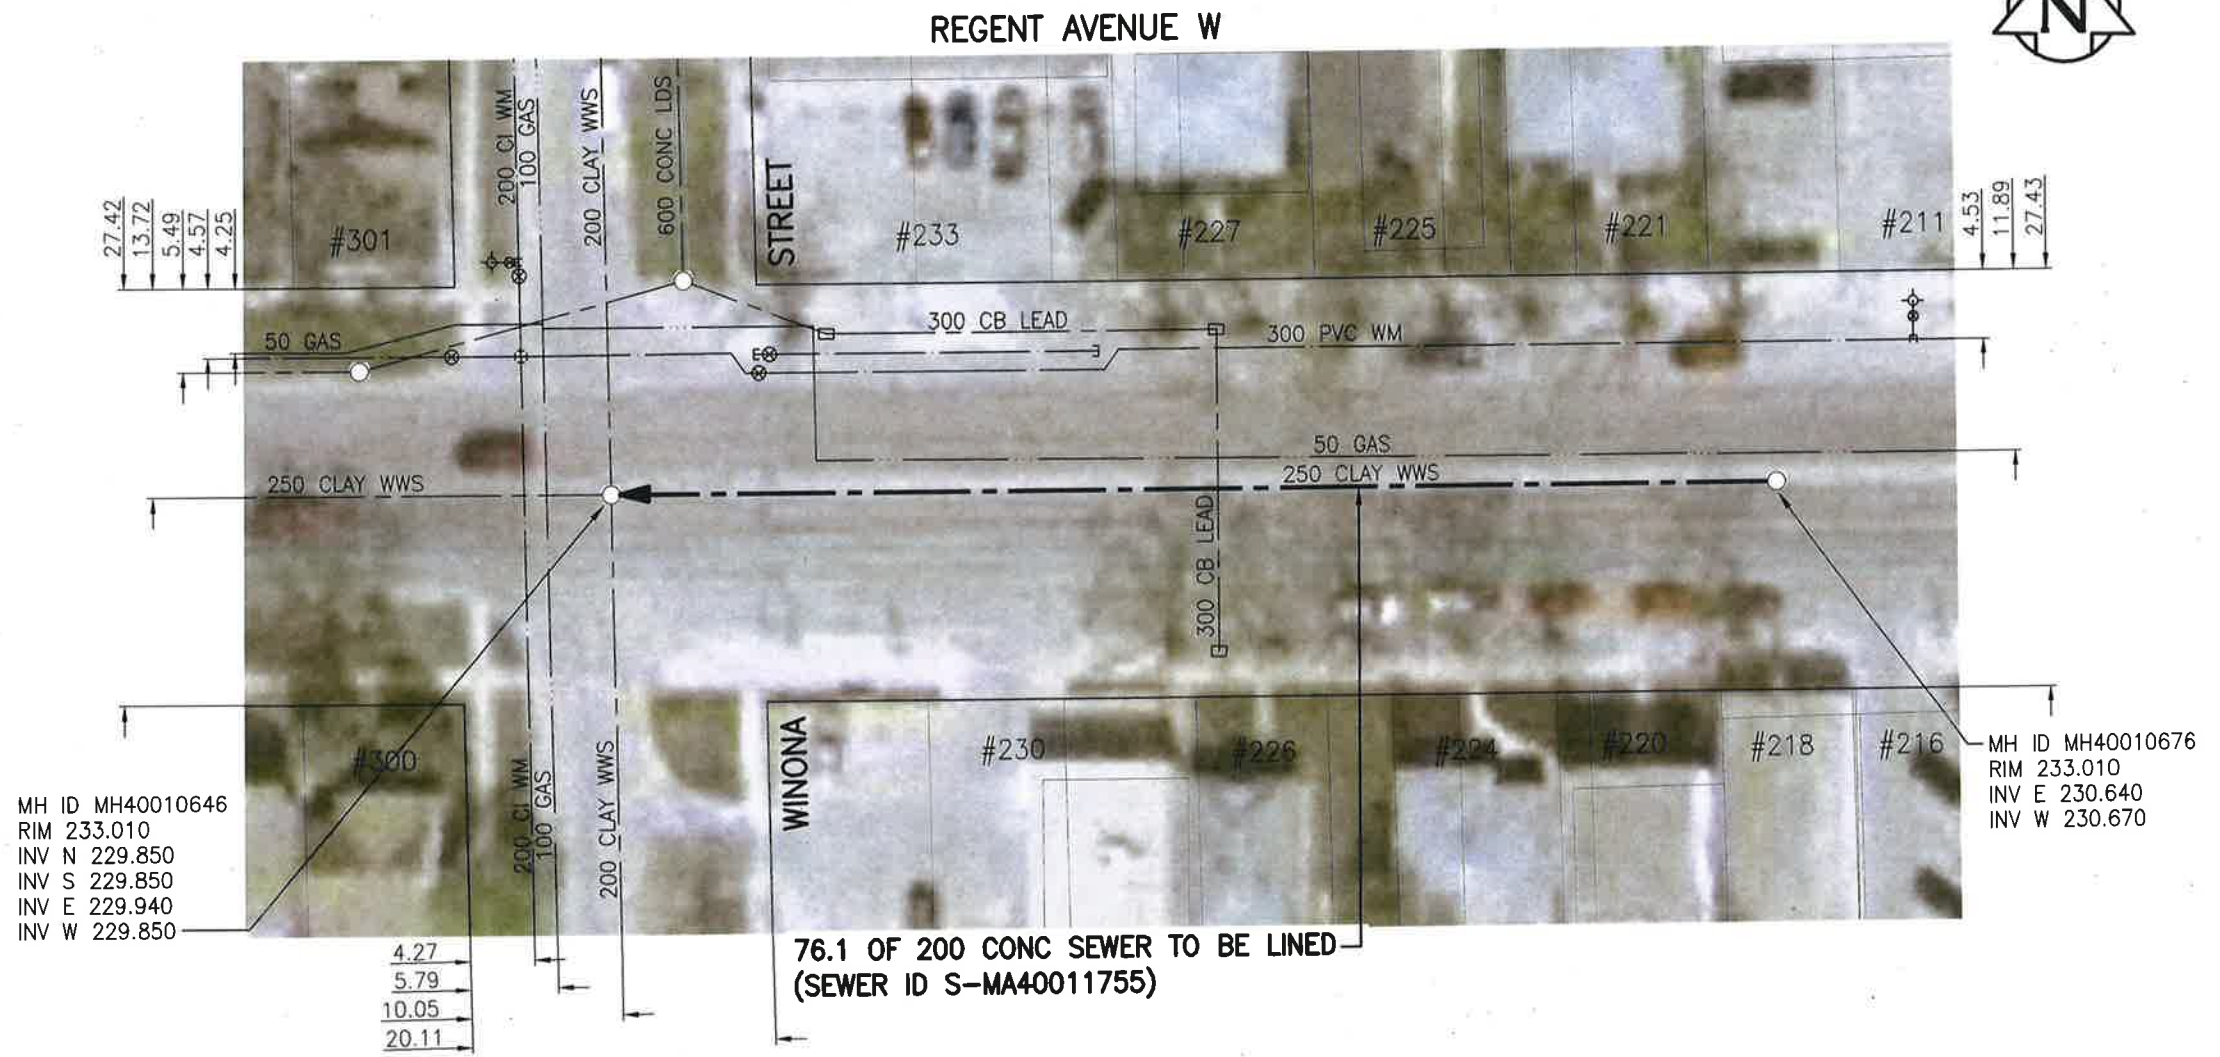 REGENT AVENUE W
N
200 CI WM
100 GAS
200 CLAY WWS
600 CONC LDS
STREET
#301
#233
#227
#225
#221
#211
27.42
13.72
5.49
4.57
4.25
4.53
11.89
27.43
50 GAS
300 CB LEAD
300 PVC WM
E
50 GAS
250 CLAY WWS
250 CLAY WWS
300 CB LEAD
#300
#230
#226
#224
#220
#218
#216
WINONA
200 CI WM
100 GAS
200 CLAY WWS
MH ID MH40010646
RIM 233.010
INV N 229.850
INV S 229.850
INV E 229.940
INV W 229.850
MH ID MH40010676
RIM 233.010
INV E 230.640
INV W 230.670
76.1 OF 200 CONC SEWER TO BE LINED
(SEWER ID S-MA40011755)
4.27
5.79
10.05
20.11